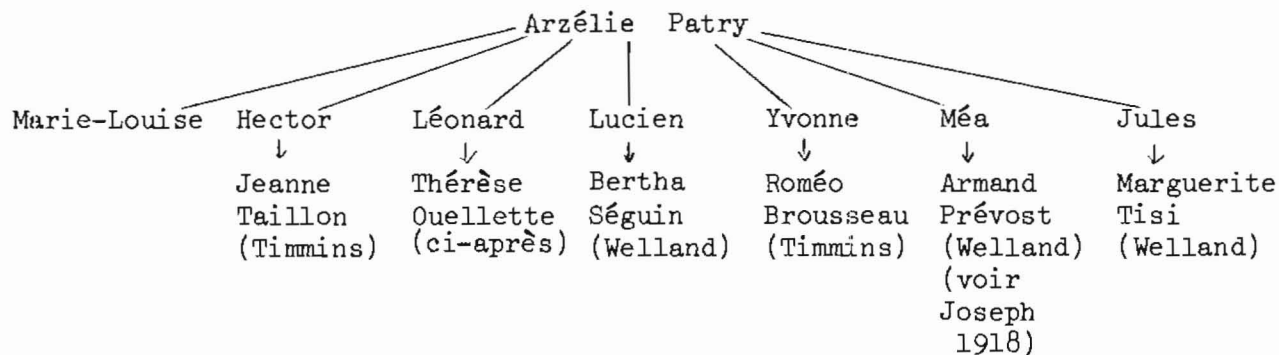 Arzélie Patry
Marie-Louise Hector Léonard Lucien Yvonne Méa Jules
Jeanne Thérèse Bertha Roméo Armand Marguerite
Taillon Ouellette Séguin Brousseau Prévost Tisi
(Timmins) (ci-après) (Welland) (Timmins) (Welland) (Welland)
(voir
Joseph
1918)